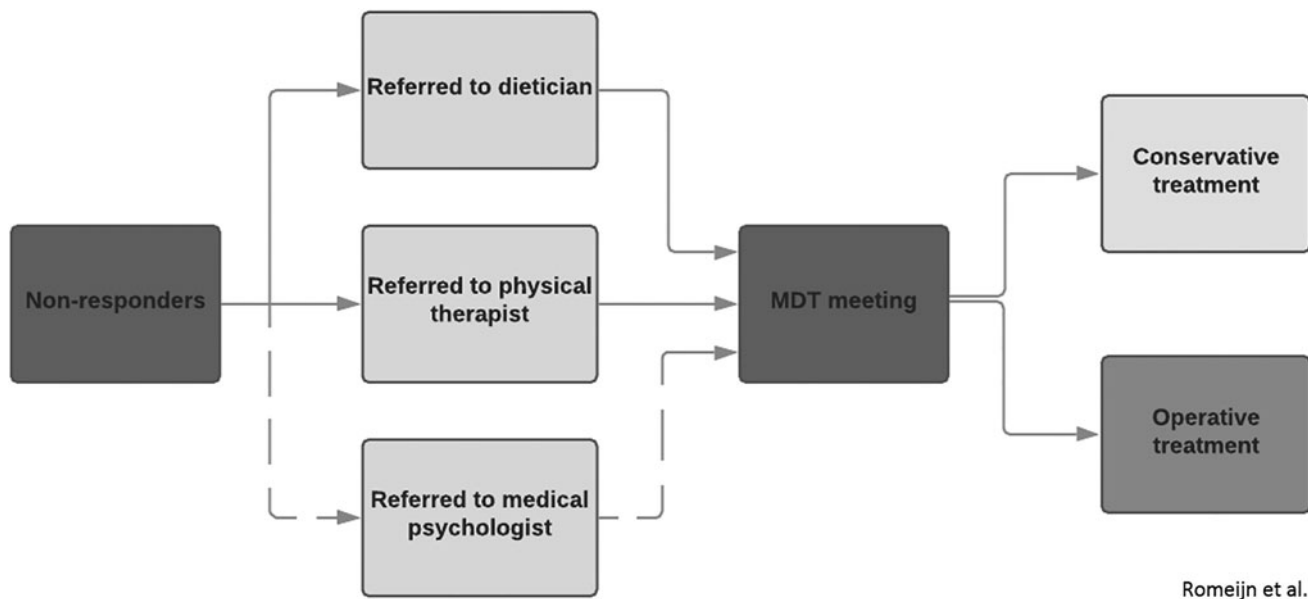 Referred to dietician
Non-responders
Referred to physical
therapist
Referred to medical
psychologist
MDT meeting
Conservative
treatment
Operative
treatment
Romeijn et al.